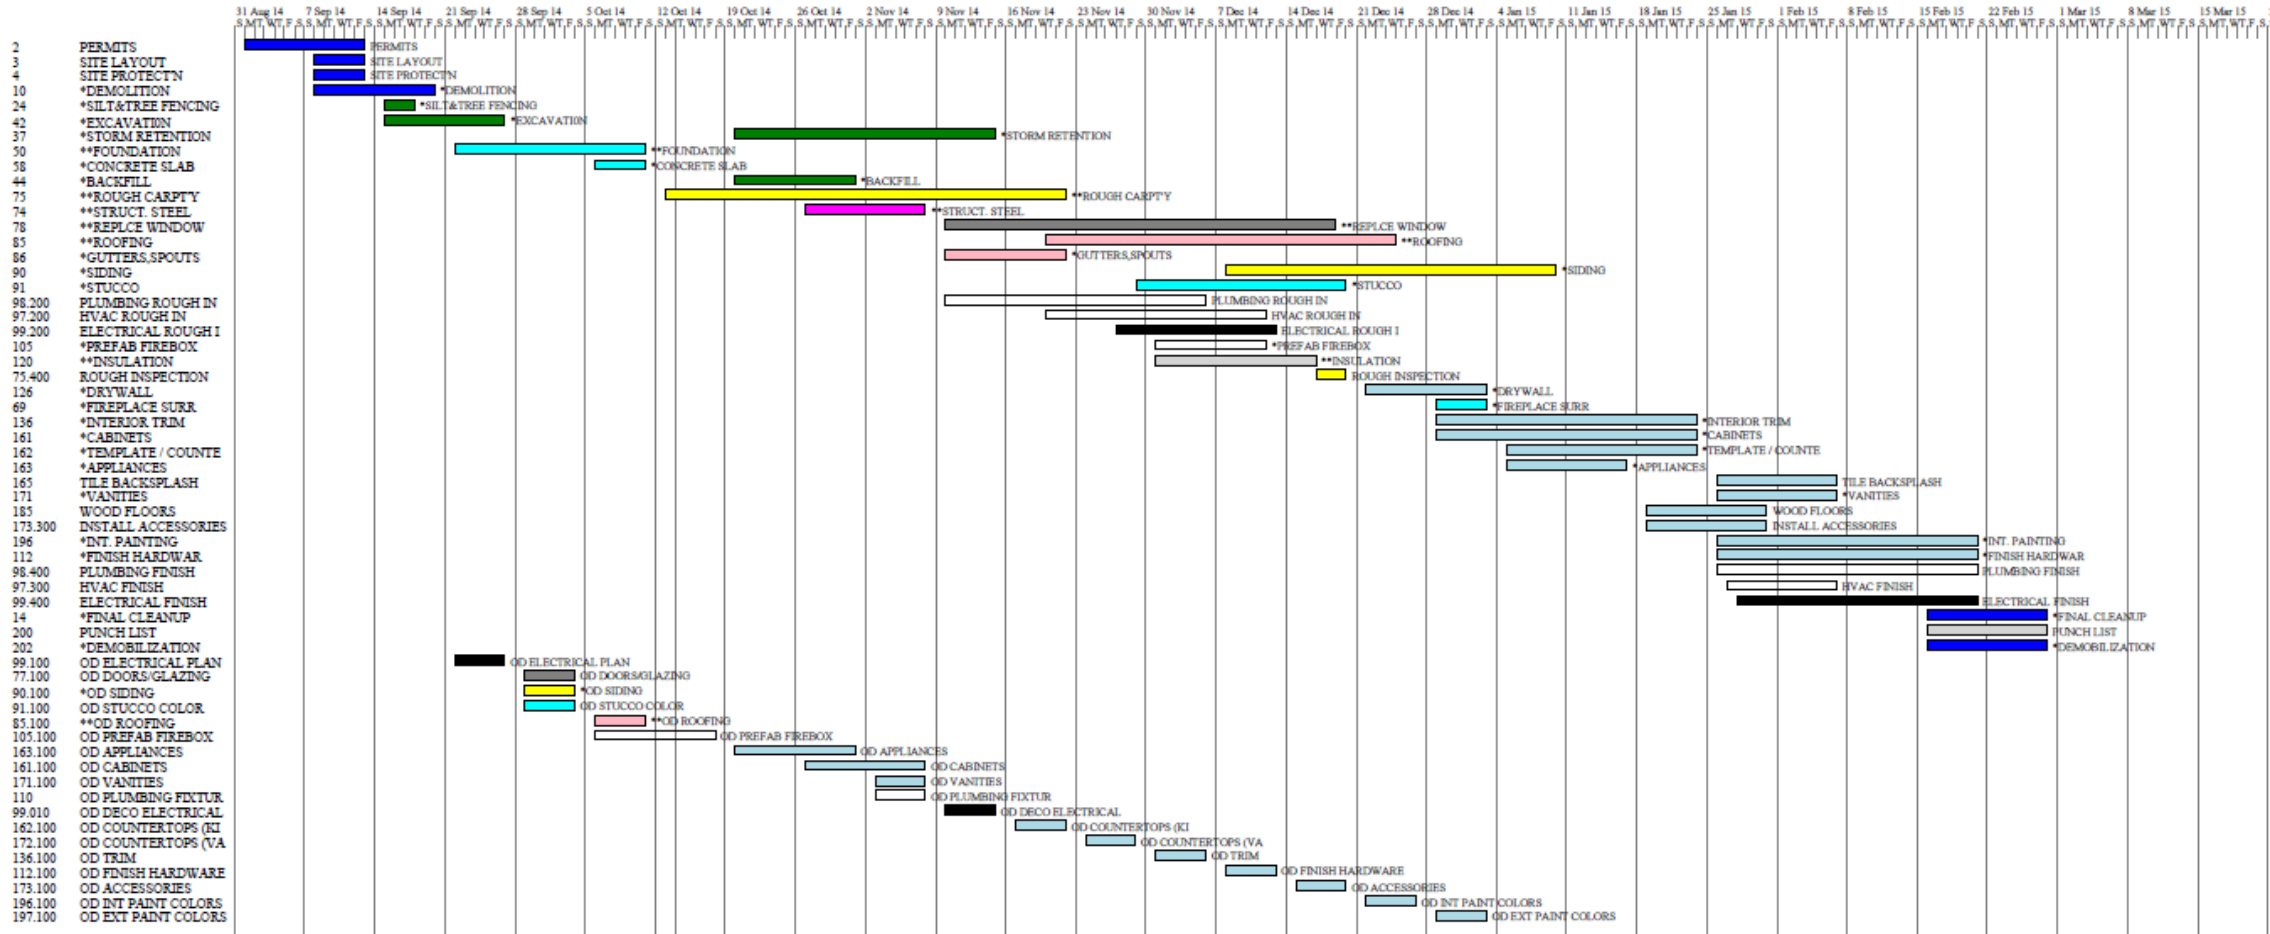 31 Aug 14 7 Sep 14 14 Sep 14 21 Sep 14 28 Sep 14 5 Oct 14 12 Oct 14 19 Oct 14 26 Oct 14 2 Nov 14 9 Nov 14 16 Nov 14 23 Nov 14 30 Nov 14 7 Dec 14 14 Dec 14 21 Dec 14 28 Dec 14 4 Jan 15 11 Jan 15 18 Jan 15 25 Jan 15 1 Feb 15 8 Feb 15 15 Feb 15 22 Feb 15 1 Mar 15 8 Mar 15 15 Mar 15
S M T W T F S S M T W T F S S M T W T F S S M T W T F S S M T W T F S S M T W T F S S M T W T F S S M T W T F S S M T W T F S S M T W T F S S M T W T F S S M T W T F S S M T W T F S S M T W T F S S M T W T F S S M T W T F S S M T W T F S S M T W T F S S M T W T F S S M T W T F S S M T W T F S S M T W T F S S M T W T F S S M T W T F S S M T W T F S S M T W T F S S M T W T F S S M T W T F S S M T W T F S
2 PERMITS PERMITS
3 SITE LAYOUT SITE LAYOUT
4 SITE PROTECT'N SITE PROTECT'N
10 *DEMOLITION *DEMOLITION
24 *SILT&TREE FENCING *SILT&TREE FENCING
42 *EXCAVATI0N *EXCAVATI0N
37 *STORM RETENTION *STORM RETENTION
50 **FOUNDATION **FOUNDATION
58 *CONCRETE SLAB *CONCRETE SLAB
44 *BACKFILL *BACKFILL
75 **ROUGH CARPT'Y **ROUGH CARPT'Y
74 **STRUCT. STEEL **STRUCT. STEEL
78 **REPLCE WINDOW **REPLCE WINDOW
85 **ROOFING **ROOFING
86 *GUTTERS,SPOUTS *GUTTERS,SPOUTS
90 *SIDING *SIDING
91 *STUCCO *STUCCO
98.200 PLUMBING ROUGH IN PLUMBING ROUGH IN
97.200 HVAC ROUGH IN HVAC ROUGH IN
99.200 ELECTRICAL ROUGH I ELECTRICAL ROUGH I
105 *PREFAB FIREBOX *PREFAB FIREBOX
120 **INSULATION **INSULATION
75.400 ROUGH INSPECTION ROUGH INSPECTION
126 *DRYWALL *DRYWALL
69 *FIREPLACE SURR *FIREPLACE SURR
136 *INTERIOR TRIM *INTERIOR TRIM
161 *CABINETS *CABINETS
162 *TEMPLATE / COUNTE *TEMPLATE / COUNTE
163 *APPLIANCES *APPLIANCES
165 TILE BACKSPLASH TILE BACKSPLASH
171 *VANITIES *VANITIES
185 WOOD FLOORS WOOD FLOORS
173.300 INSTALL ACCESSORIES INSTALL ACCESSORIES
196 *INT. PAINTING *INT. PAINTING
112 *FINISH HARDWAR *FINISH HARDWAR
98.400 PLUMBING FINISH PLUMBING FINISH
97.300 HVAC FINISH HVAC FINISH
99.400 ELECTRICAL FINISH ELECTRICAL FINISH
14 *FINAL CLEANUP *FINAL CLEANUP
200 PUNCH LIST PUNCH LIST
202 *DEMOBILIZATION *DEMOBILIZATION
99.100 OD ELECTRICAL PLAN OD ELECTRICAL PLAN
77.100 OD DOORS/GLAZING OD DOORS/GLAZING
90.100 *OD SIDING *OD SIDING
91.100 OD STUCCO COLOR OD STUCCO COLOR
85.100 **OD ROOFING **OD ROOFING
105.100 OD PREFAB FIREBOX OD PREFAB FIREBOX
163.100 OD APPLIANCES OD APPLIANCES
161.100 OD CABINETS OD CABINETS
171.100 OD VANITIES OD VANITIES
110 OD PLUMBING FIXTUR OD PLUMBING FIXTUR
99.010 OD DECO ELECTRICAL OD DECO ELECTRICAL
162.100 OD COUNTERTOPS (KI OD COUNTERTOPS (KI
172.100 OD COUNTERTOPS (VA OD COUNTERTOPS (VA
136.100 OD TRIM OD TRIM
112.100 OD FINISH HARDWARE OD FINISH HARDWARE
173.100 OD ACCESSORIES OD ACCESSORIES
196.100 OD INT PAINT COLORS OD INT PAINT COLORS
197.100 OD EXT PAINT COLORS OD EXT PAINT COLORS